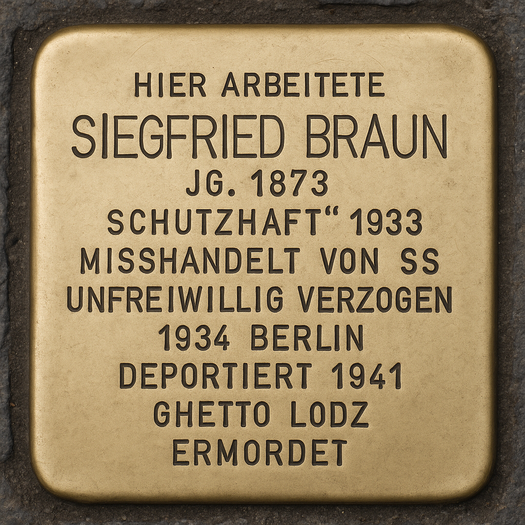 HIER ARBEITETE
SIEGFRIED BRAUN
JG. 1873
SCHUTZHAFT“ 1933
MISSHANDELT VON SS
UNFREIWILLIG VERZOGEN
1934 BERLIN
DEPORTIERT 1941
GHETTO LODZ
ERMORDET